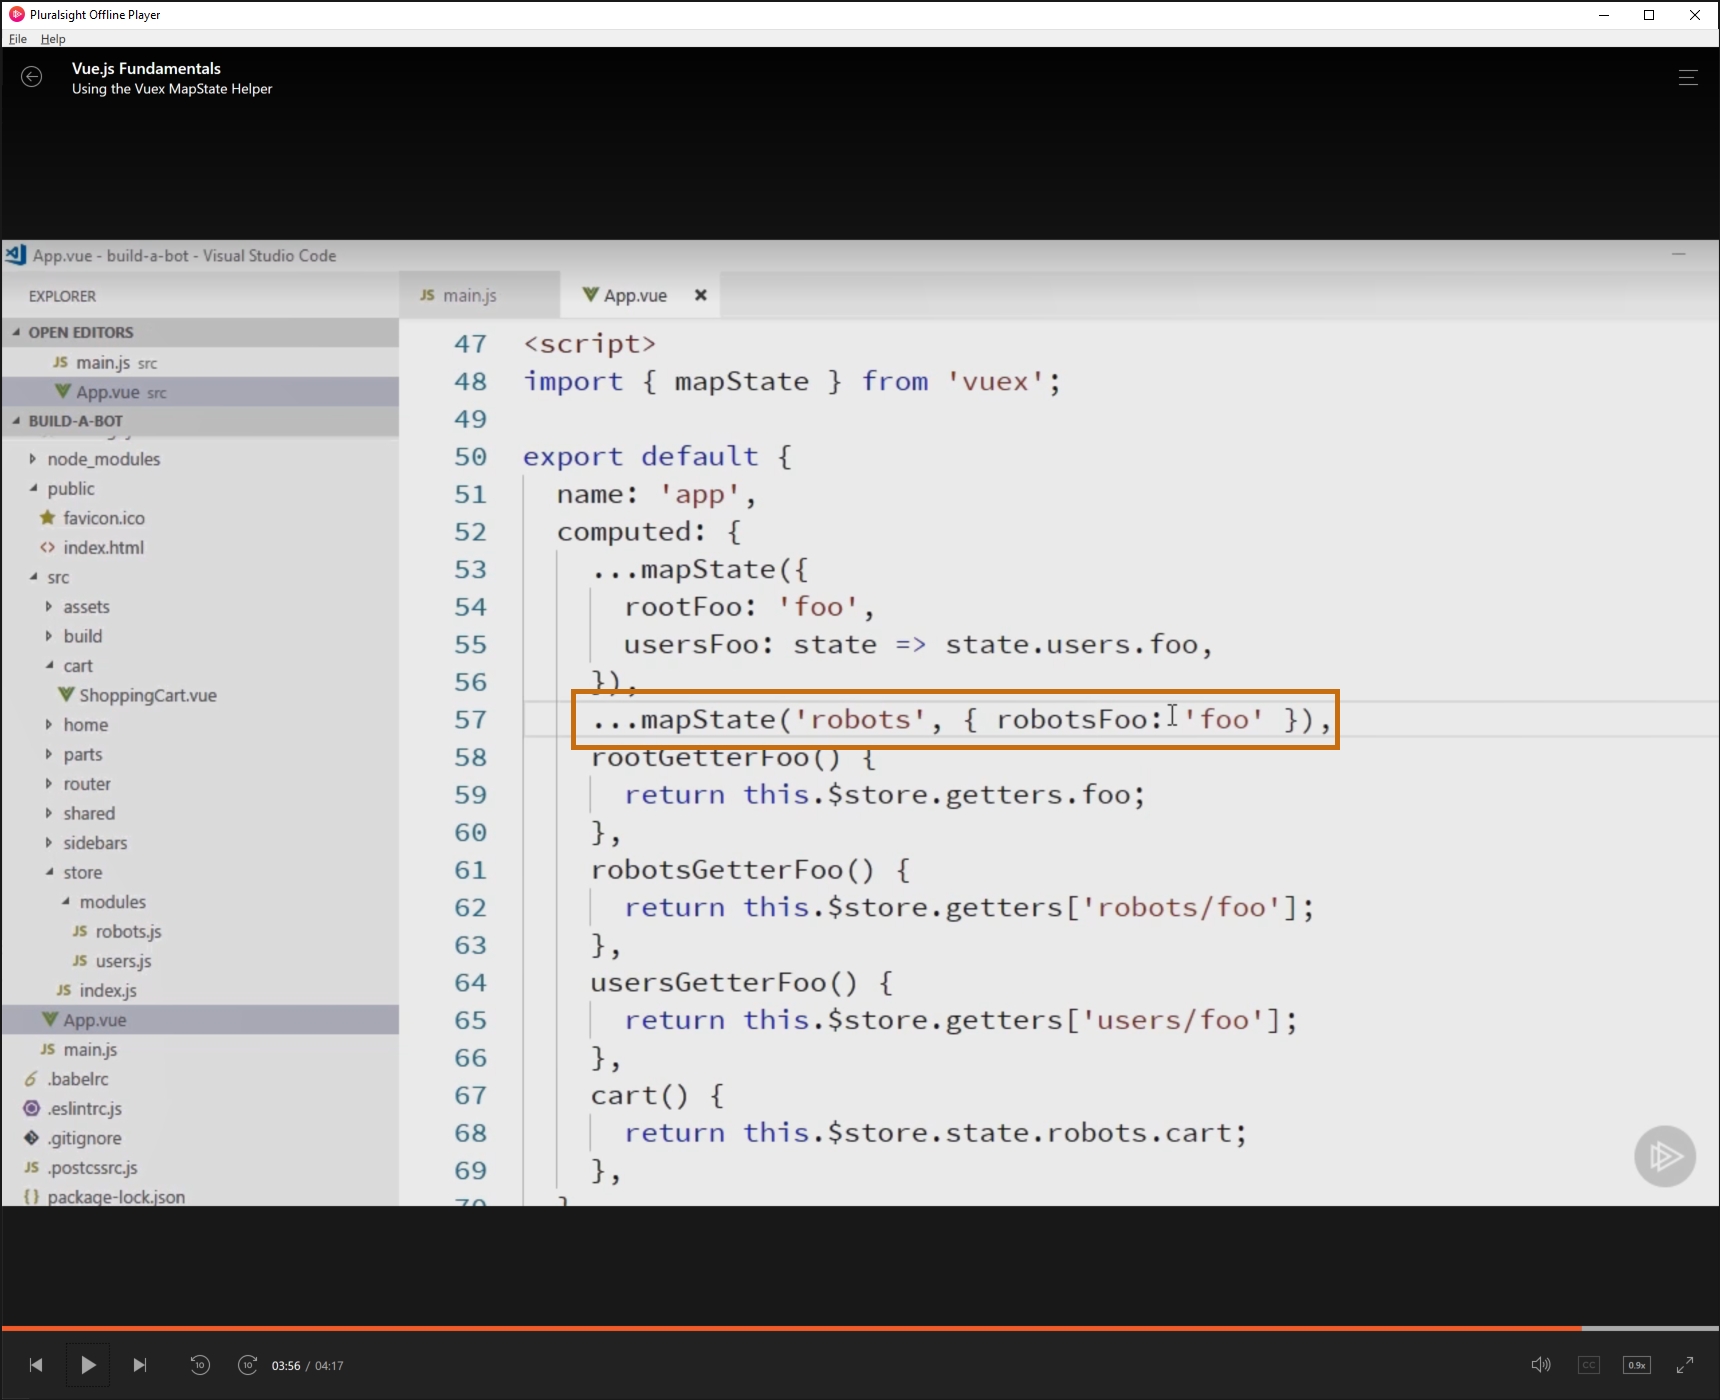 Pluralsight Offline Player
File Help
Vue.js Fundamentals
Using the Vuex MapState Helper
App.vue - build-a-bot - Visual Studio Code
EXPLORER
OPEN EDITORS
JS main.js src
App.vue src
BUILD-A-BOT
node_modules
public
favicon.ico
<> index.html
src
assets
build
cart
ShoppingCart.vue
home
parts
router
shared
sidebars
store
modules
JS robots.js
JS users.js
JS index.js
App.vue
JS main.js
.babelrc
.eslintrc.js
.gitignore
JS .postcssrc.js
{} package-lock.json
JS main.js App.vue ×
47 <script>
48 import { mapState } from 'vuex';
49
50 export default {
51 name: 'app',
52 computed: {
53 ...mapState({
54 rootFoo: 'foo',
55 usersFoo: state => state.users.foo,
56 }),
57 ...mapState('robots', { robotsFoo: 'foo' }),
58 rootGetterFoo() {
59 return this.$store.getters.foo;
60 },
61 robotsGetterFoo() {
62 return this.$store.getters['robots/foo'];
63 },
64 usersGetterFoo() {
65 return this.$store.getters['users/foo'];
66 },
67 cart() {
68 return this.$store.state.robots.cart;
69 },
70 }
10 10 03:56 / 04:17 CC 0.9x